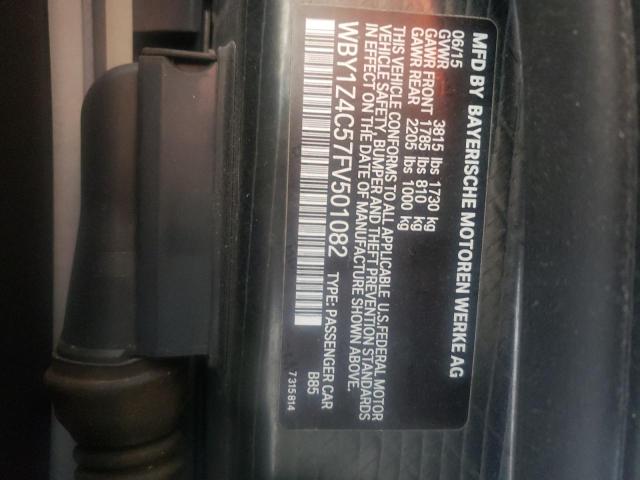 MFD BY BAYERISCHE MOTOREN WERKE AG
06/15
GVWR 3815 lbs 1730 kg
GAWR FRONT 1785 lbs 810 kg
GAWR REAR 2205 lbs 1000 kg
THIS VEHICLE CONFORMS TO ALL APPLICABLE U.S.FEDERAL MOTOR
VEHICLE SAFETY, BUMPER AND THEFT PREVENTION STANDARDS
IN EFFECT ON THE DATE OF MANUFACTURE SHOWN ABOVE.
WBY1Z4C57FV501082 TYPE: PASSENGER CAR
B85
7315814